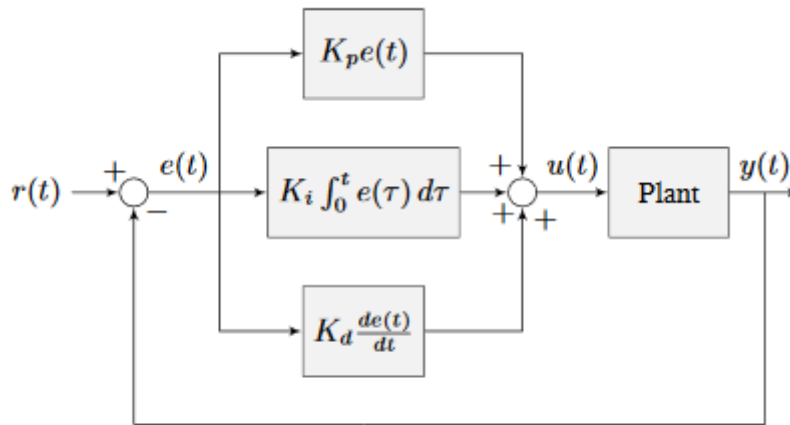 K_p e(t)
+ e(t) + u(t) y(t)
r(t) K_i ∫_0^t e(τ) dτ Plant
− + +
K_d de(t)/dt